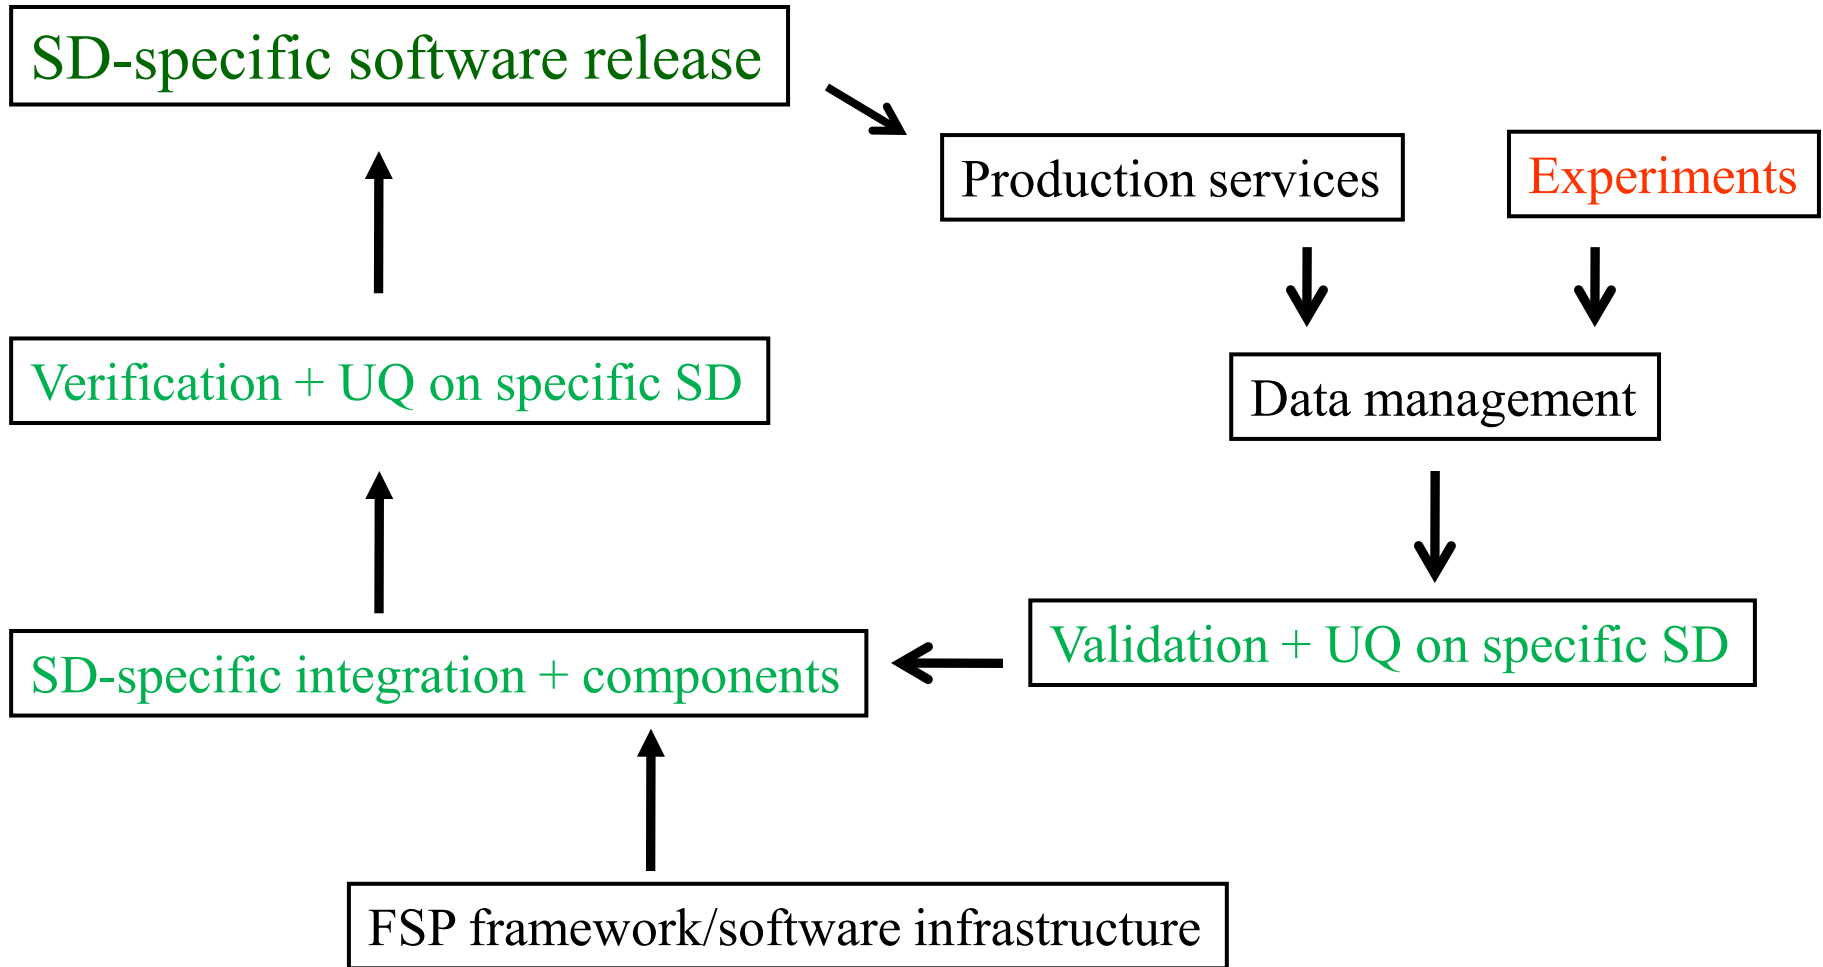 SD-specific software release
Production services
Experiments
Verification + UQ on specific SD
Data management
Validation + UQ on specific SD
SD-specific integration + components
FSP framework/software infrastructure